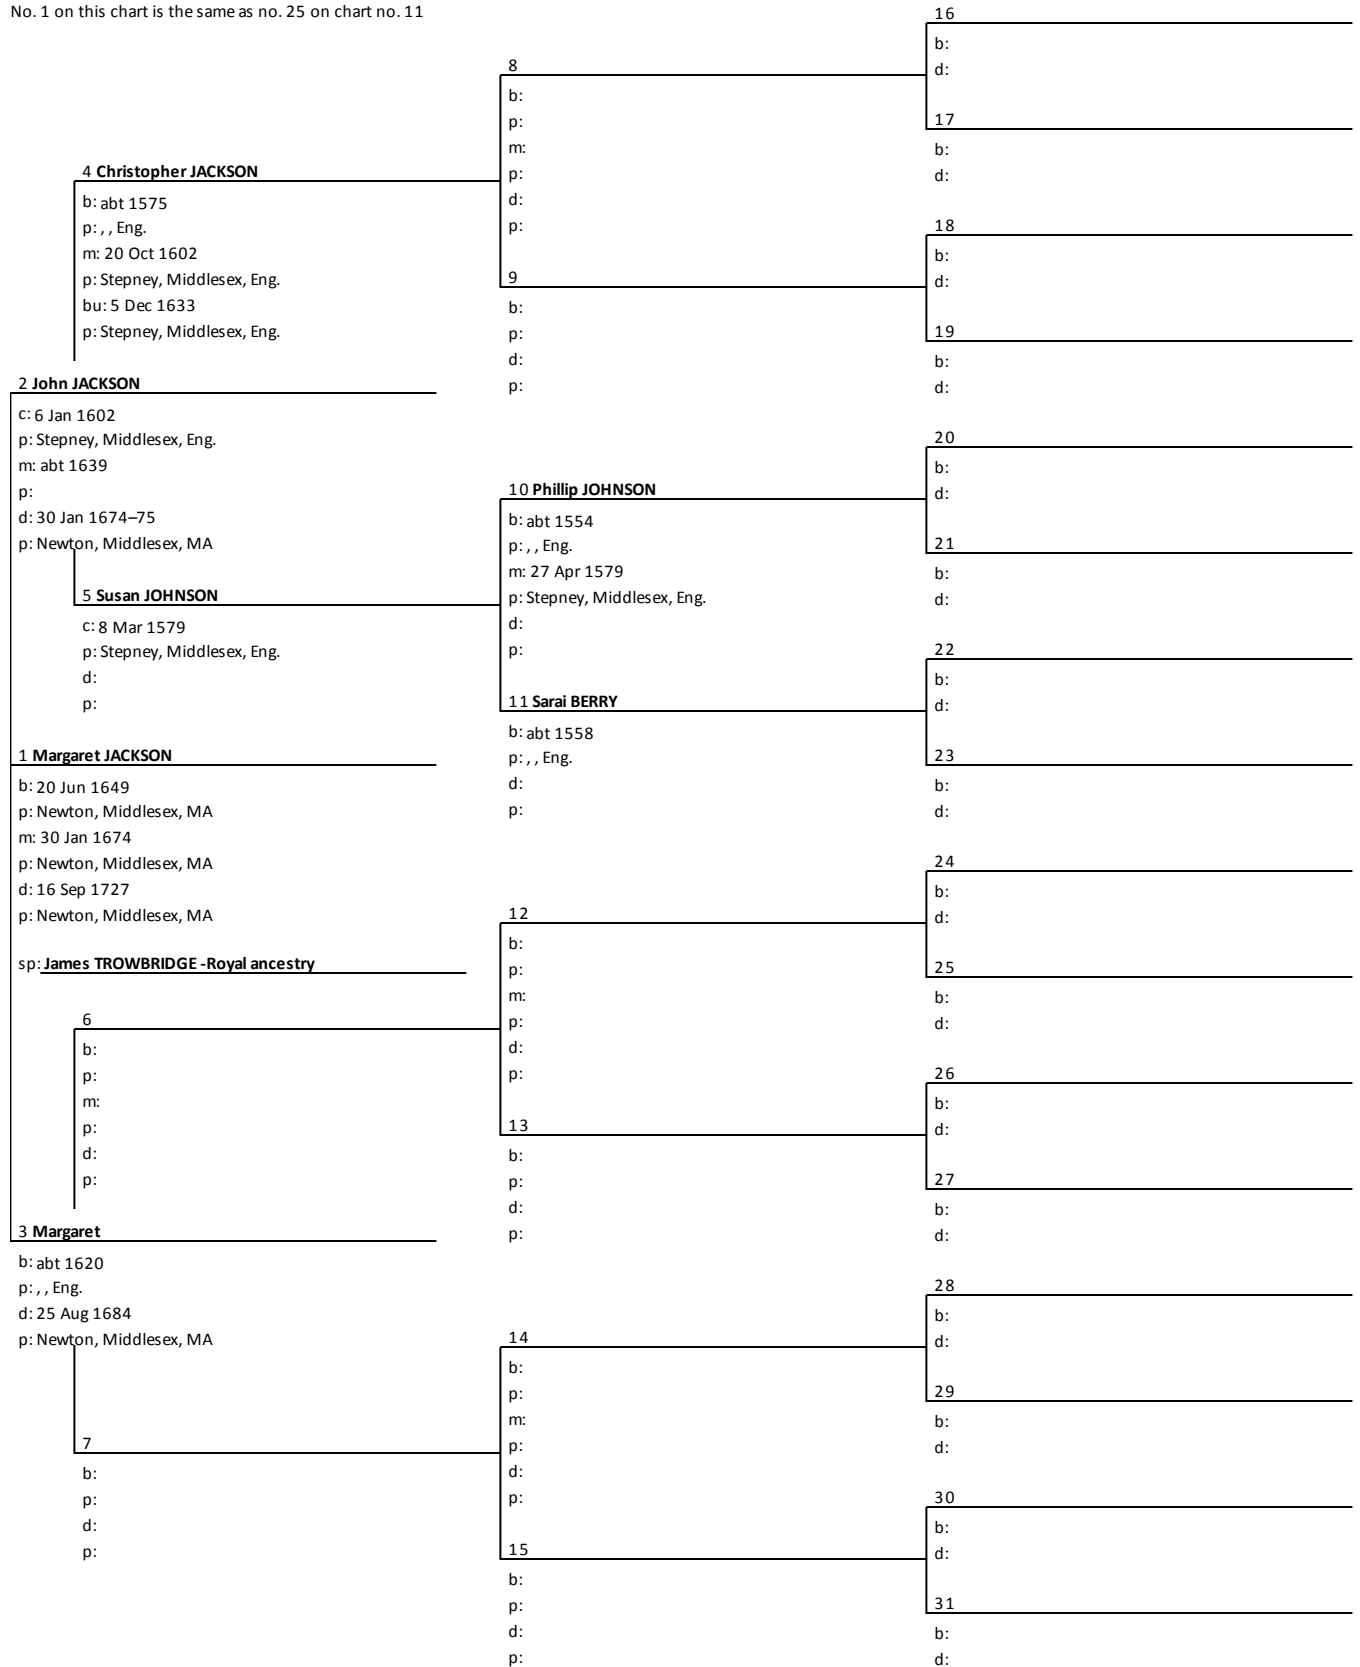 No. 1 on this chart is the same as no. 25 on chart no. 11
4 Christopher JACKSON
b: abt 1575
p: , , Eng.
m: 20 Oct 1602
p: Stepney, Middlesex, Eng.
bu: 5 Dec 1633
p: Stepney, Middlesex, Eng.
2 John JACKSON
c: 6 Jan 1602
p: Stepney, Middlesex, Eng.
m: abt 1639
p:
d: 30 Jan 1674–75
p: Newton, Middlesex, MA
5 Susan JOHNSON
c: 8 Mar 1579
p: Stepney, Middlesex, Eng.
d:
p:
1 Margaret JACKSON
b: 20 Jun 1649
p: Newton, Middlesex, MA
m: 30 Jan 1674
p: Newton, Middlesex, MA
d: 16 Sep 1727
p: Newton, Middlesex, MA
sp: James TROWBRIDGE -Royal ancestry
6
b:
p:
m:
p:
d:
p:
3 Margaret
b: abt 1620
p: , , Eng.
d: 25 Aug 1684
p: Newton, Middlesex, MA
7
b:
p:
d:
p:
8
b:
p:
m:
p:
d:
p:
9
b:
p:
d:
p:
10 Phillip JOHNSON
b: abt 1554
p: , , Eng.
m: 27 Apr 1579
p: Stepney, Middlesex, Eng.
d:
p:
11 Sarai BERRY
b: abt 1558
p: , , Eng.
d:
p:
12
b:
p:
m:
p:
d:
p:
13
b:
p:
d:
p:
14
b:
p:
m:
p:
d:
p:
15
b:
p:
d:
p:
16
b:
d:
17
b:
d:
18
b:
d:
19
b:
d:
20
b:
d:
21
b:
d:
22
b:
d:
23
b:
d:
24
b:
d:
25
b:
d:
26
b:
d:
27
b:
d:
28
b:
d:
29
b:
d:
30
b:
d:
31
b:
d: